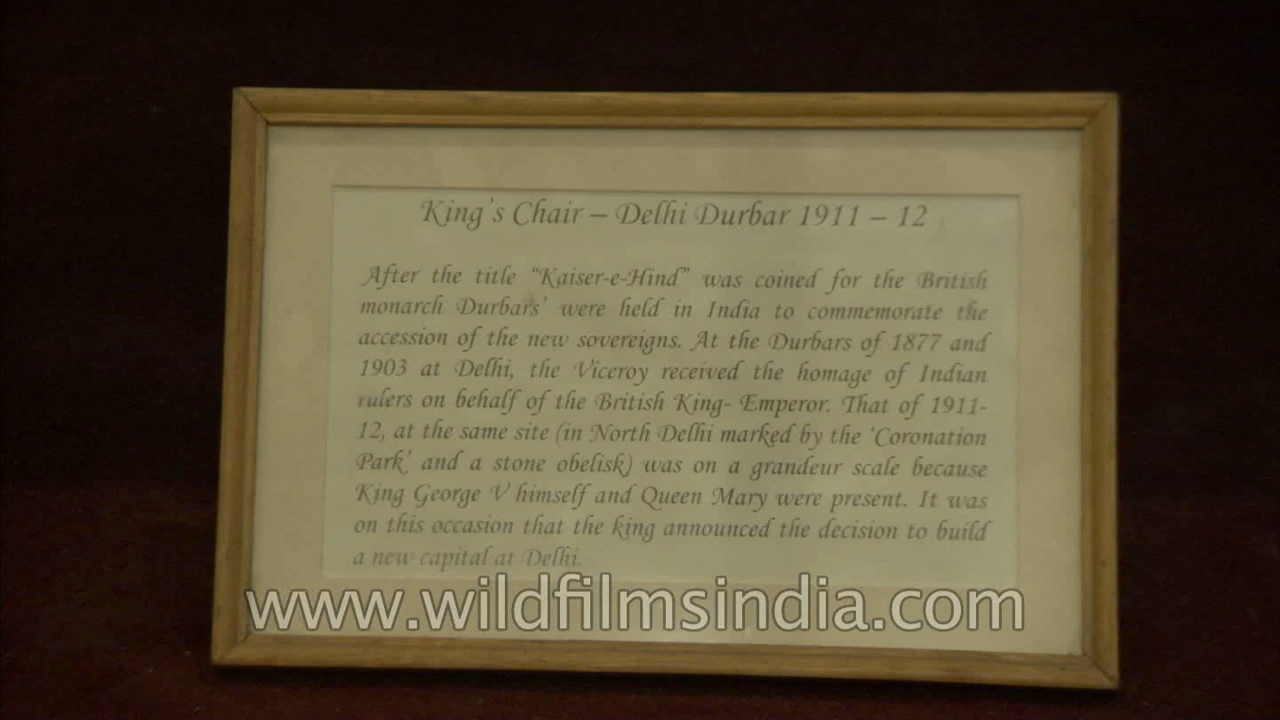 King's Chair – Delhi Durbar 1911 – 12
After the title "Kaiser-e-Hind" was coined for the British
monarch Durbars' were held in India to commemorate the
accession of the new sovereigns. At the Durbars of 1877 and
1903 at Delhi, the Viceroy received the homage of Indian
rulers on behalf of the British King- Emperor. That of 1911-
12, at the same site (in North Delhi marked by the 'Coronation
Park' and a stone obelisk) was on a grandeur scale because
King George V himself and Queen Mary were present. It was
on this occasion that the king announced the decision to build
a new capital at Delhi.
www.wildfilmsindia.com